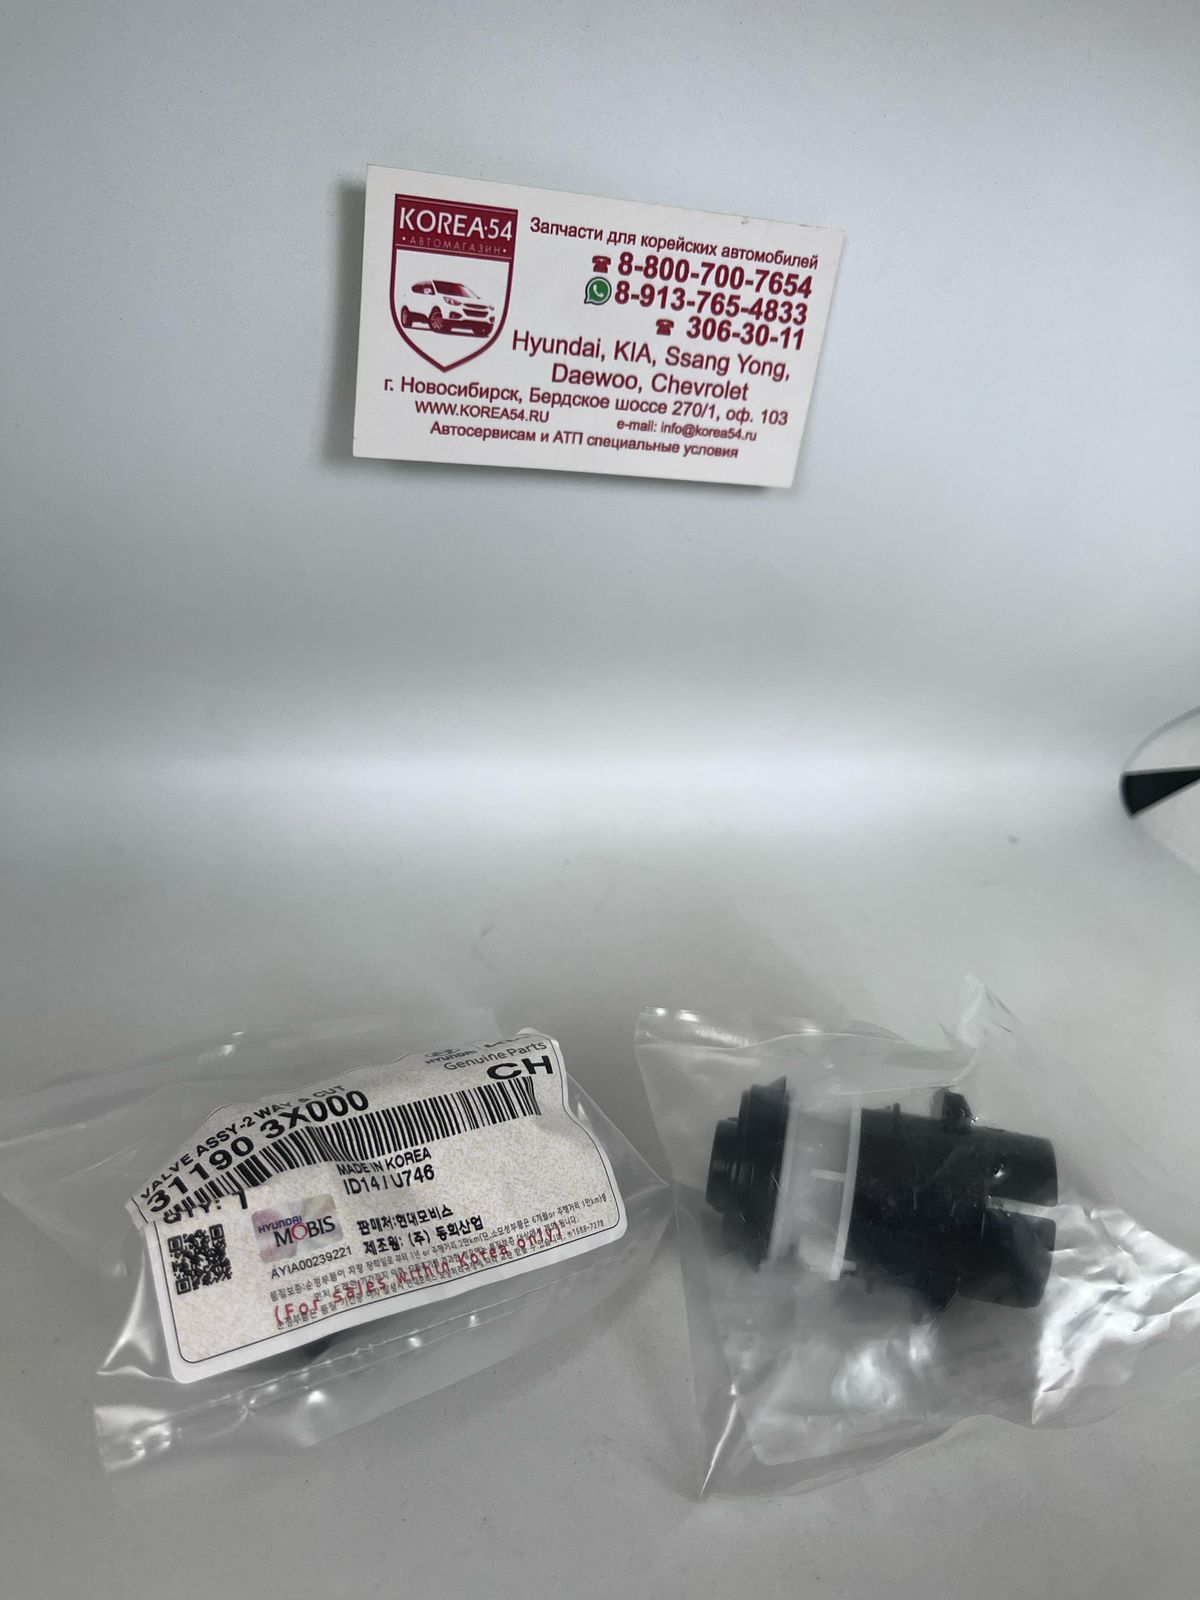 KOREA·54
•АВТОМАГАЗИН•
Запчасти для корейских автомобилей
8-800-700-7654
8-913-765-4833
306-30-11
Hyundai, KIA, Ssang Yong,
Daewoo, Chevrolet
г. Новосибирск, Бердское шоссе 270/1, оф. 103
WWW.KOREA54.RU
e-mail: info@korea54.ru
Автосервисам и АТП специальные условия
HYUNDAI
Genuine Parts
VALVE ASSY-2 WAY & CUT
CH
31190 3X000
QTY: 1
MADE IN KOREA
ID14 / U746
HYUNDAI
MOBIS
판매처:현대모비스
제조원: (주) 동희산업
AYIA00239221
(For sales within Korea only)